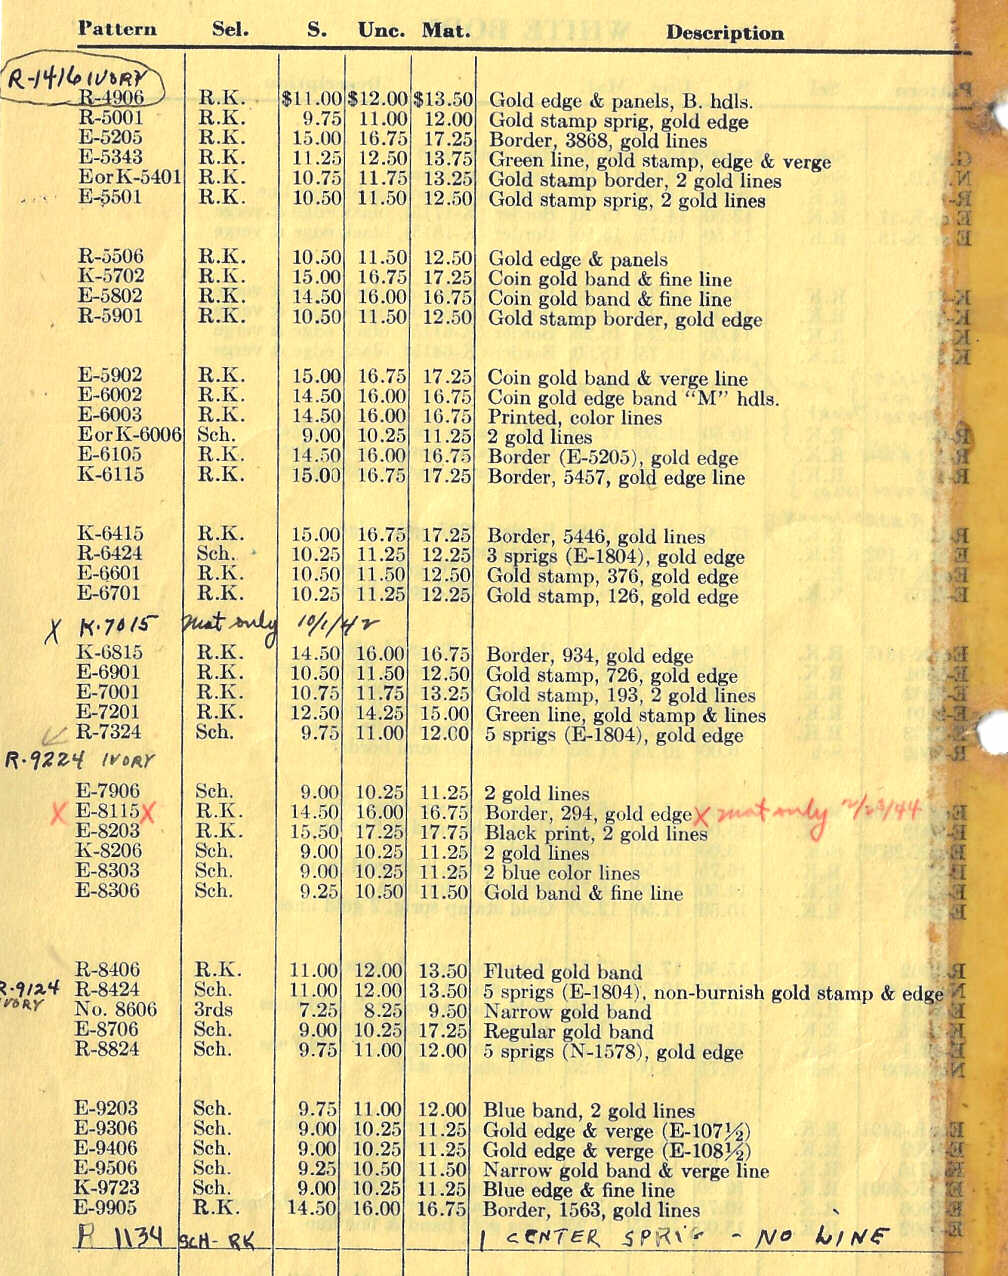 Pattern Sel. S. Unc. Mat. Description
R-1416 IVORY
R-4906 R.K. $11.00 $12.00 $13.50 Gold edge & panels, B. hdls.
R-5001 R.K. 9.75 11.00 12.00 Gold stamp sprig, gold edge
E-5205 R.K. 15.00 16.75 17.25 Border, 3868, gold lines
E-5343 R.K. 11.25 12.50 13.75 Green line, gold stamp, edge & verge
E or K-5401 R.K. 10.75 11.75 13.25 Gold stamp border, 2 gold lines
E-5501 R.K. 10.50 11.50 12.50 Gold stamp sprig, 2 gold lines
R-5506 R.K. 10.50 11.50 12.50 Gold edge & panels
K-5702 R.K. 15.00 16.75 17.25 Coin gold band & fine line
E-5802 R.K. 14.50 16.00 16.75 Coin gold band & fine line
R-5901 R.K. 10.50 11.50 12.50 Gold stamp border, gold edge
E-5902 R.K. 15.00 16.75 17.25 Coin gold band & verge line
E-6002 R.K. 14.50 16.00 16.75 Coin gold edge band "M" hdls.
E-6003 R.K. 14.50 16.00 16.75 Printed, color lines
E or K-6006 Sch. 9.00 10.25 11.25 2 gold lines
E-6105 R.K. 14.50 16.00 16.75 Border (E-5205), gold edge
K-6115 R.K. 15.00 16.75 17.25 Border, 5457, gold edge line
K-6415 R.K. 15.00 16.75 17.25 Border, 5446, gold lines
R-6424 Sch. 10.25 11.25 12.25 3 sprigs (E-1804), gold edge
E-6601 R.K. 10.50 11.50 12.50 Gold stamp, 376, gold edge
E-6701 R.K. 10.25 11.25 12.25 Gold stamp, 126, gold edge
X K-7015 mat only 10/1/42
K-6815 R.K. 14.50 16.00 16.75 Border, 934, gold edge
E-6901 R.K. 10.50 11.50 12.50 Gold stamp, 726, gold edge
E-7001 R.K. 10.75 11.75 13.25 Gold stamp, 193, 2 gold lines
E-7201 R.K. 12.50 14.25 15.00 Green line, gold stamp & lines
R-7324 Sch. 9.75 11.00 12.00 5 sprigs (E-1804), gold edge
R-9224 IVORY
E-7906 Sch. 9.00 10.25 11.25 2 gold lines
X E-8115 X R.K. 14.50 16.00 16.75 Border, 294, gold edge X mat only 2/23/44
E-8203 R.K. 15.50 17.25 17.75 Black print, 2 gold lines
K-8206 Sch. 9.00 10.25 11.25 2 gold lines
E-8303 Sch. 9.00 10.25 11.25 2 blue color lines
E-8306 Sch. 9.25 10.50 11.50 Gold band & fine line
R-8406 R.K. 11.00 12.00 13.50 Fluted gold band
R-9124 IVORY R-8424 Sch. 11.00 12.00 13.50 5 sprigs (E-1804), non-burnish gold stamp & edge
No. 8606 3rds 7.25 8.25 9.50 Narrow gold band
E-8706 Sch. 9.00 10.25 17.25 Regular gold band
R-8824 Sch. 9.75 11.00 12.00 5 sprigs (N-1578), gold edge
E-9203 Sch. 9.75 11.00 12.00 Blue band, 2 gold lines
E-9306 Sch. 9.00 10.25 11.25 Gold edge & verge (E-107½)
E-9406 Sch. 9.00 10.25 11.25 Gold edge & verge (E-108½)
E-9506 Sch. 9.25 10.50 11.50 Narrow gold band & verge line
K-9723 Sch. 9.00 10.25 11.25 Blue edge & fine line
E-9905 R.K. 14.50 16.00 16.75 Border, 1563, gold lines
R 1134 SCH-RK 1 CENTER SPRIG - NO LINE